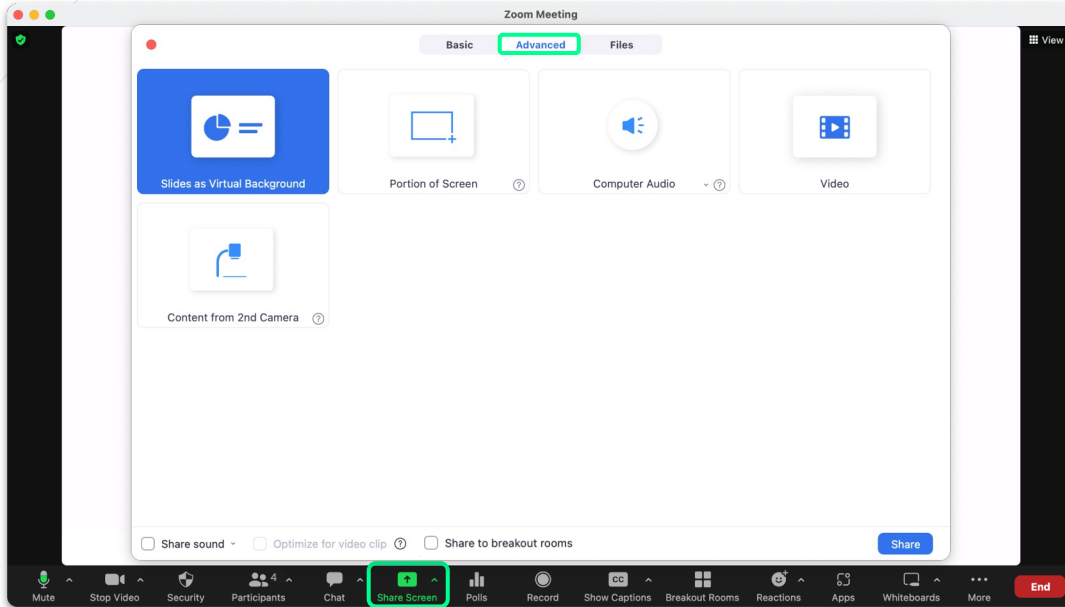 Zoom Meeting
View
Basic Advanced Files
Slides as Virtual Background
Portion of Screen ?
Computer Audio ?
Video
Content from 2nd Camera ?
Share sound Optimize for video clip ? Share to breakout rooms Share
CC
4
Mute Stop Video Security Participants Chat Share Screen Polls Record Show Captions Breakout Rooms Reactions Apps Whiteboards More End